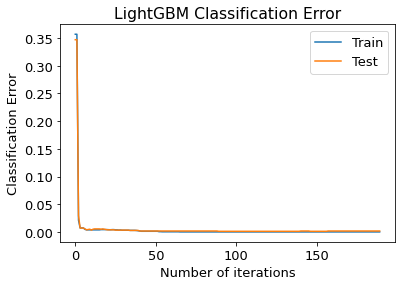 LightGBM Classification Error
Classification Error
0.35
0.30
0.25
0.20
0.15
0.10
0.05
0.00
Train
Test
0
50
100
150
Number of iterations